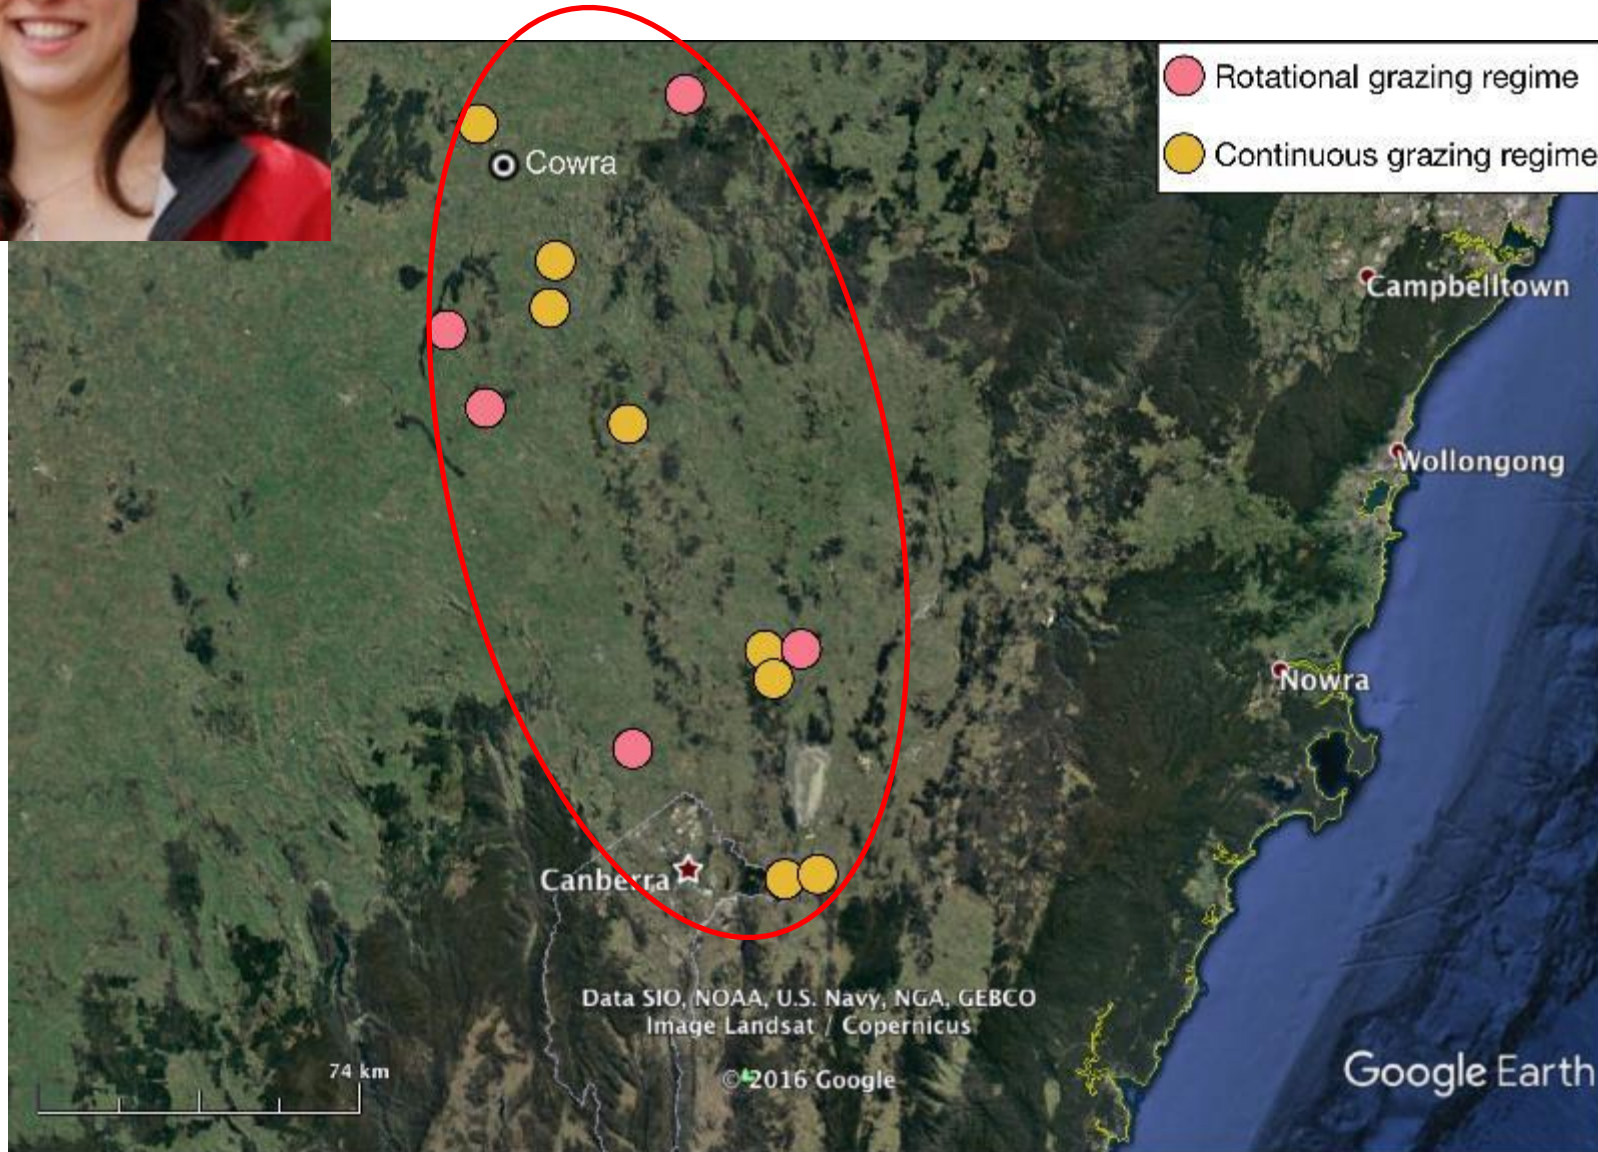 Rotational grazing regime
Continuous grazing regime
Cowra
Campbelltown
Wollongong
Nowra
Canberra
Data SIO, NOAA, U.S. Navy, NGA, GEBCO
Image Landsat / Copernicus
74 km
© 2016 Google
Google Earth